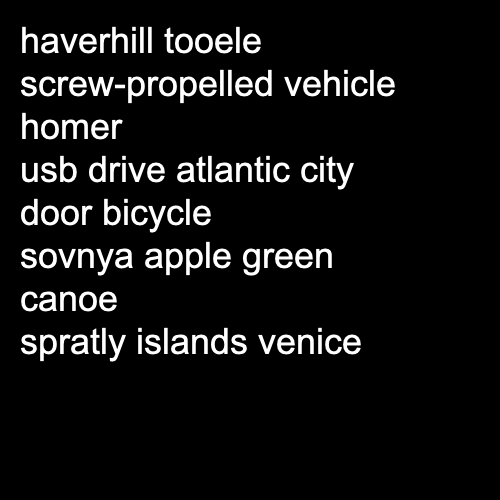 haverhill tooele
screw-propelled vehicle
homer
usb drive atlantic city
door bicycle
sovnya apple green
canoe
spratly islands venice